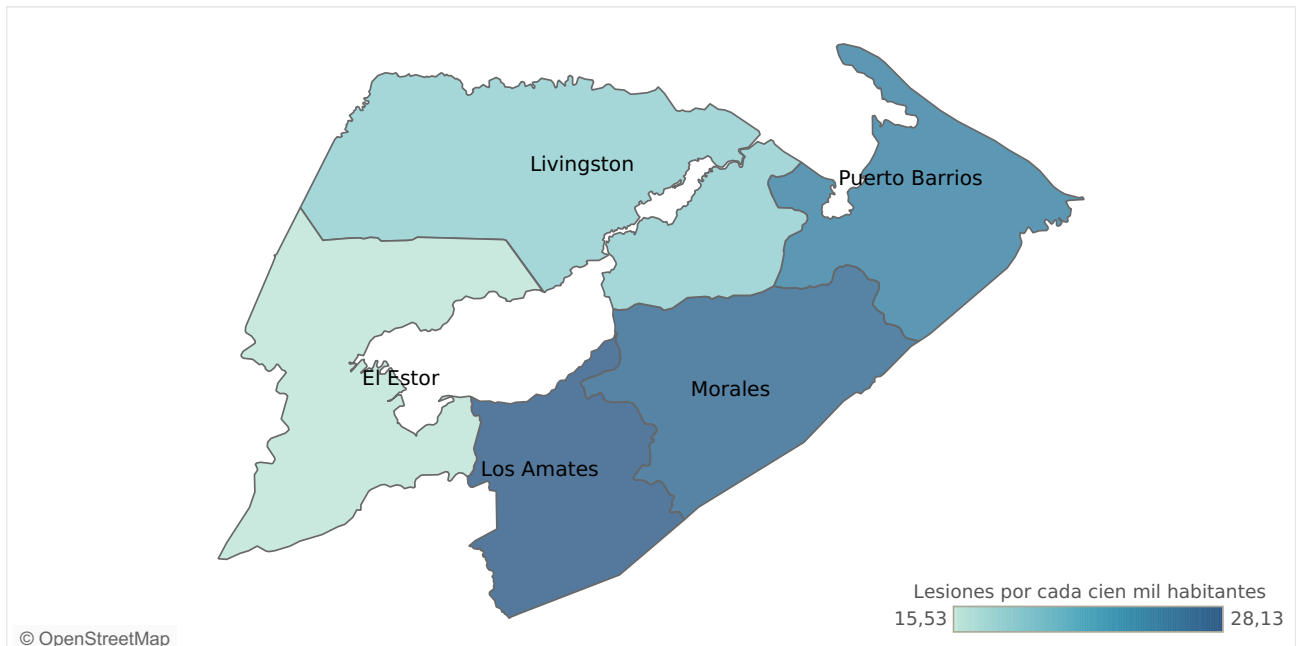 Livingston
Puerto Barrios
El Estor
Morales
Los Amates
Lesiones por cada cien mil habitantes
15,53
28,13
© OpenStreetMap